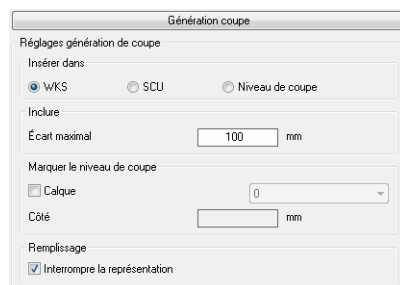 Génération coupe
Réglages génération de coupe
Insérer dans
WKS SCU Niveau de coupe
Inclure
Écart maximal 100 mm
Marquer le niveau de coupe
Calque 0
Côté mm
Remplissage
Interrompre la représentation